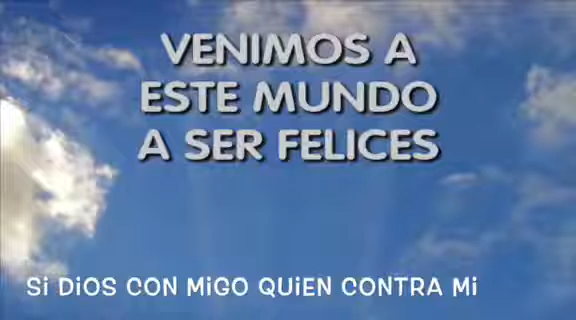 VENIMOS A
ESTE MUNDO
A SER FELICES
Si DiOS CON MiGO QUiEN CONTRA Mi